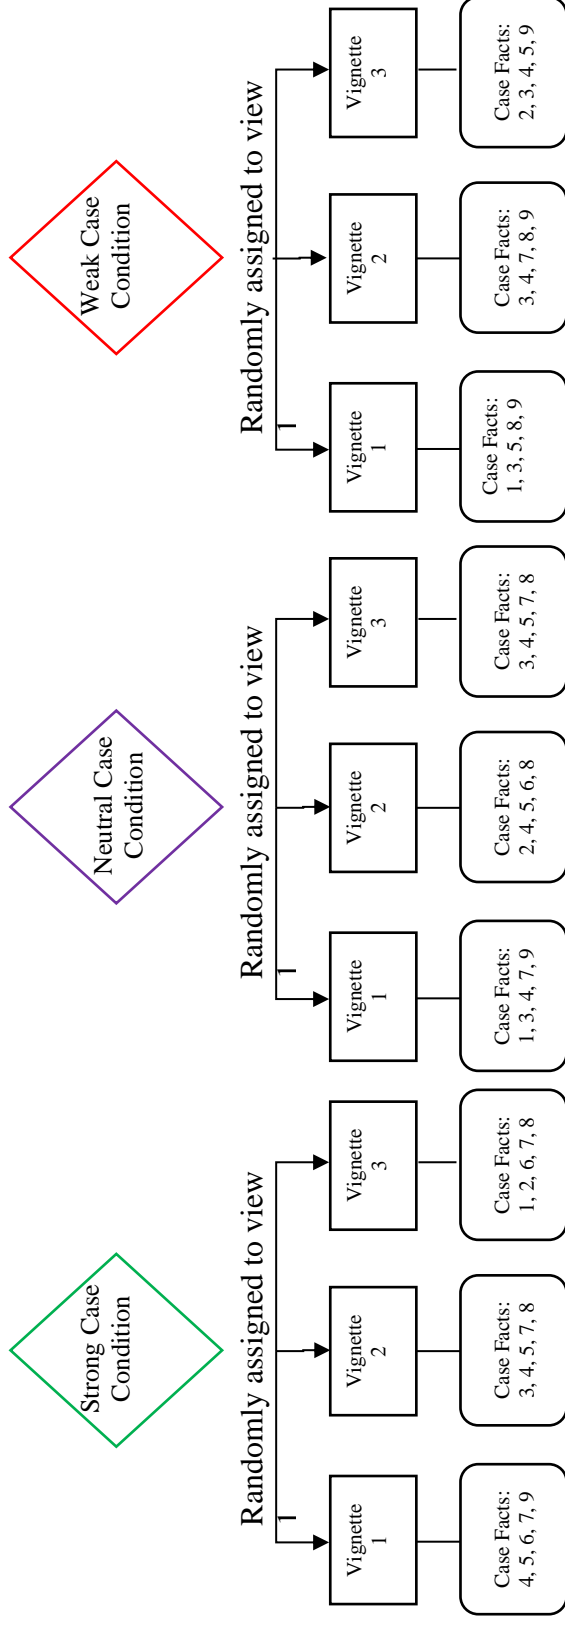 Strong Case
Condition
Randomly assigned to view
1
Vignette
1
Vignette
2
Vignette
3
Case Facts:
4, 5, 6, 7, 9
Case Facts:
3, 4, 5, 7, 8
Case Facts:
1, 2, 6, 7, 8
Neutral Case
Condition
Randomly assigned to view
1
Vignette
1
Vignette
2
Vignette
3
Case Facts:
1, 3, 4, 7, 9
Case Facts:
2, 4, 5, 6, 8
Case Facts:
3, 4, 5, 7, 8
Weak Case
Condition
Randomly assigned to view
1
Vignette
1
Vignette
2
Vignette
3
Case Facts:
1, 3, 5, 8, 9
Case Facts:
3, 4, 7, 8, 9
Case Facts:
2, 3, 4, 5, 9